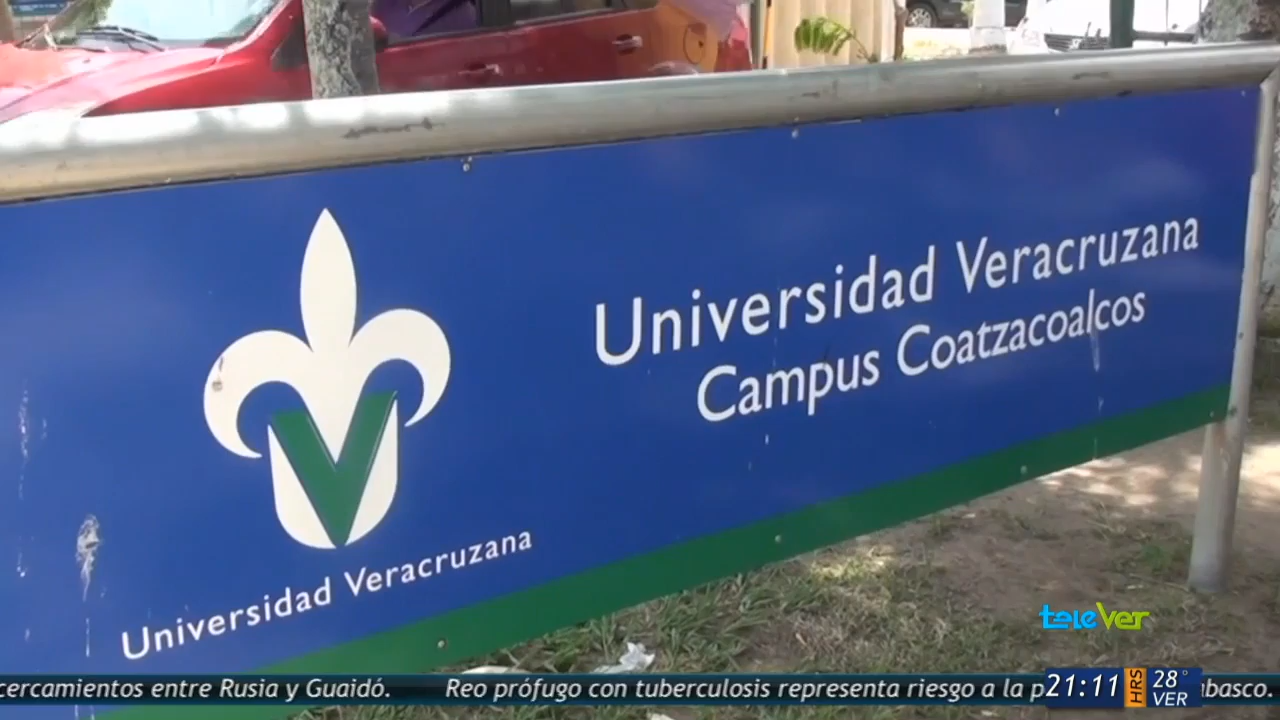 Universidad Veracruzana
Campus Coatzacoalcos
Universidad Veracruzana
teleVer
cercamientos entre Rusia y Guaidó. Reo prófugo con tuberculosis representa riesgo a la p
21:11 HRS
28°
VER
abasco.